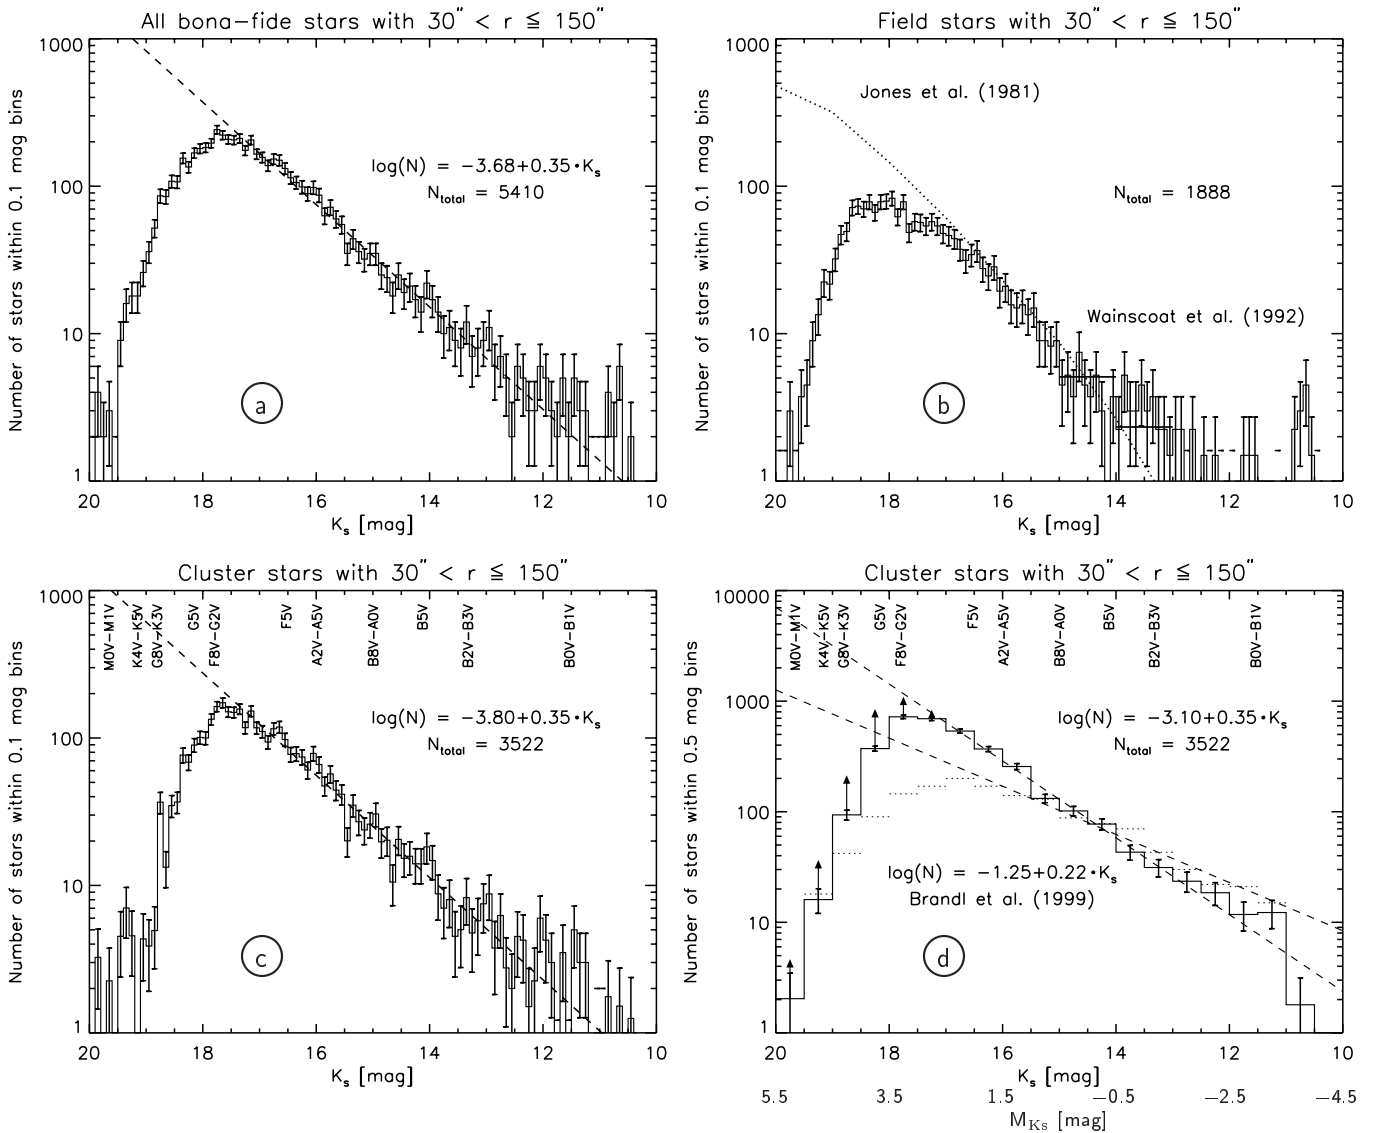 All bona-fide stars with 30" < r ≦ 150"
Number of stars within 0.1 mag bins
1000
100
10
1
log(N) = -3.68+0.35•Ks
Ntotal = 5410
a
20 18 16 14 12 10
Ks [mag]
Field stars with 30" < r ≦ 150"
Number of stars within 0.1 mag bins
1000
100
10
1
Jones et al. (1981)
Ntotal = 1888
Wainscoat et al. (1992)
b
20 18 16 14 12 10
Ks [mag]
Cluster stars with 30" < r ≦ 150"
Number of stars within 0.1 mag bins
1000
100
10
1
M0V-M1V
K4V-K5V
G8V-K3V
G5V
F8V-G2V
F5V
A2V-A5V
B8V-A0V
B5V
B2V-B3V
B0V-B1V
log(N) = -3.80+0.35•Ks
Ntotal = 3522
c
20 18 16 14 12 10
Ks [mag]
Cluster stars with 30" < r ≦ 150"
Number of stars within 0.5 mag bins
10000
1000
100
10
1
M0V-M1V
K4V-K5V
G8V-K3V
G5V
F8V-G2V
F5V
A2V-A5V
B8V-A0V
B5V
B2V-B3V
B0V-B1V
log(N) = -3.10+0.35•Ks
Ntotal = 3522
log(N) = -1.25+0.22•Ks
Brandl et al. (1999)
d
20 18 16 14 12 10
Ks [mag]
5.5 3.5 1.5 −0.5 −2.5 −4.5
MKs [mag]